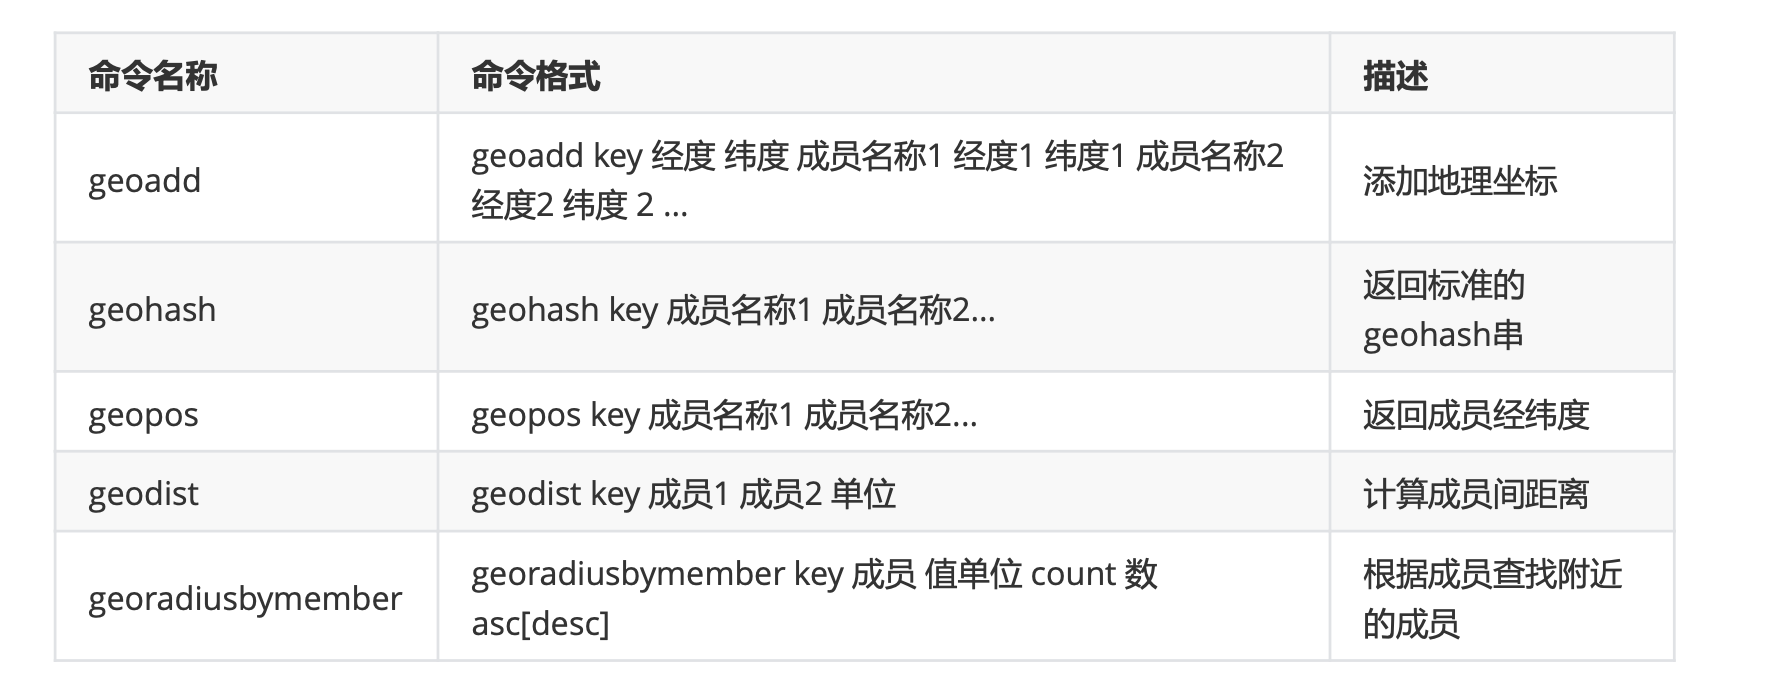 命令名称 命令格式 描述
geoadd
geoadd key 经度 纬度 成员名称1 经度1 纬度1 成员名称2
经度2 纬度 2 ...
添加地理坐标
geohash
geohash key 成员名称1 成员名称2...
返回标准的
geohash串
geopos
geopos key 成员名称1 成员名称2...
返回成员经纬度
geodist
geodist key 成员1 成员2 单位
计算成员间距离
georadiusbymember
georadiusbymember key 成员 值单位 count 数
asc[desc]
根据成员查找附近
的成员